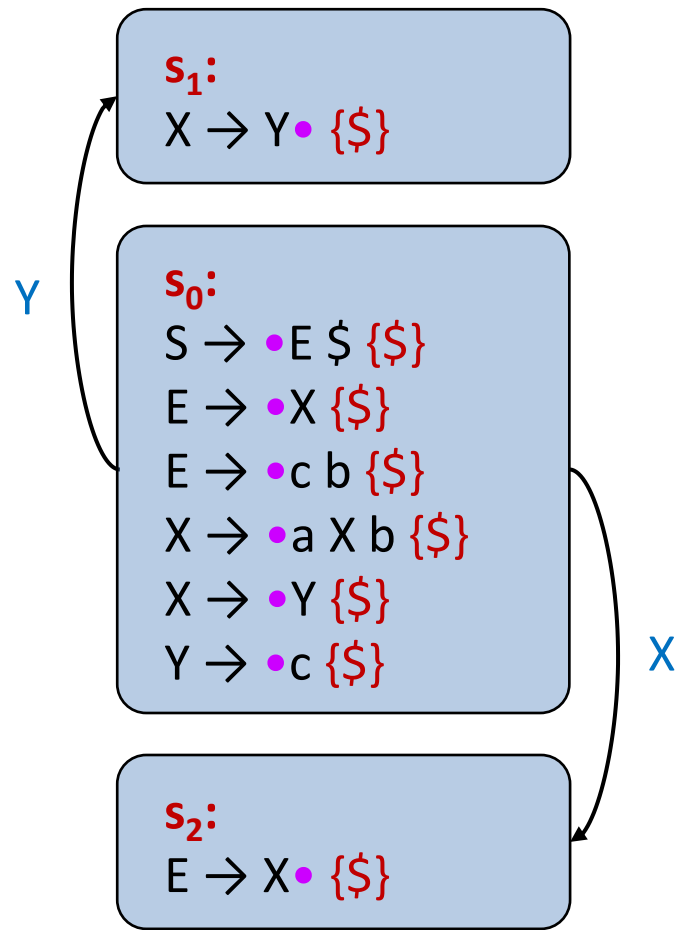 s₁:
X → Y• {$}
Y
s₀:
S → •E $ {$}
E → •X {$}
E → •c b {$}
X → •a X b {$}
X → •Y {$}
Y → •c {$}
X
s₂:
E → X• {$}